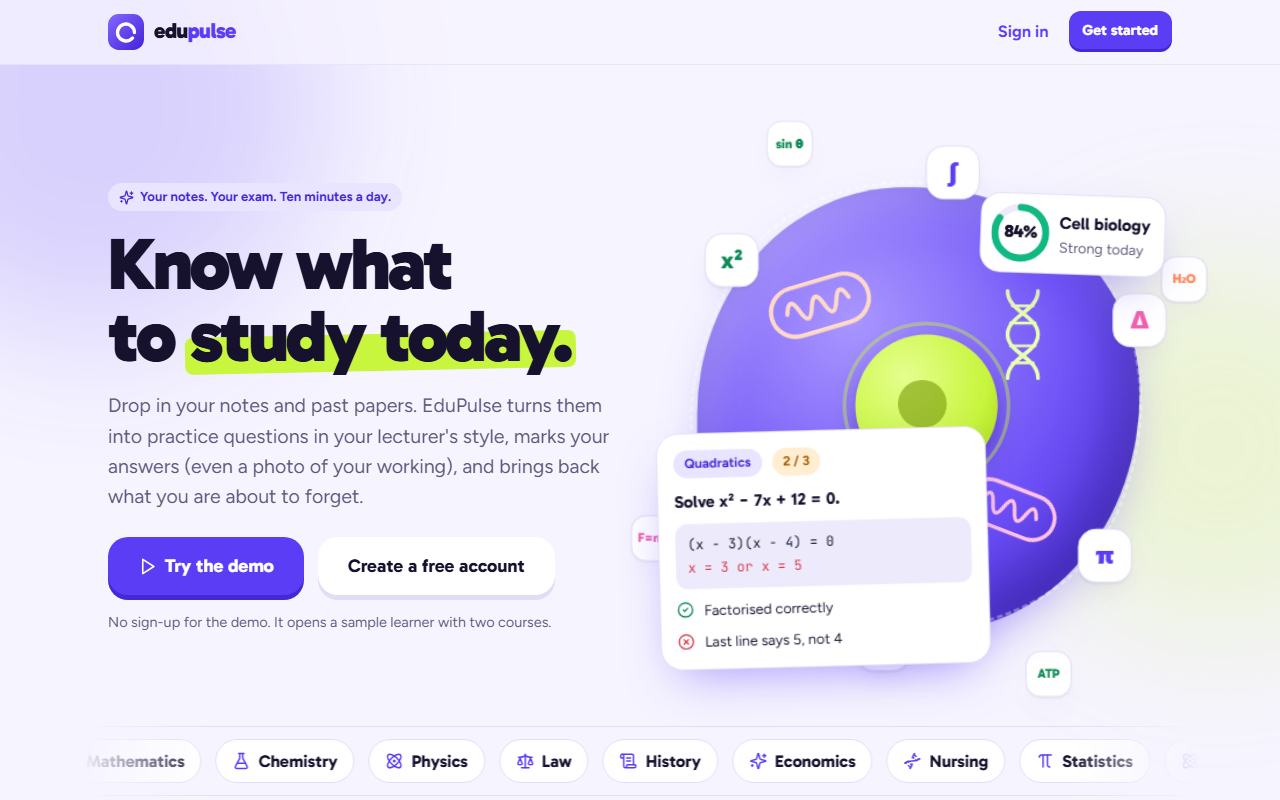 edupulse
Sign in
Get started
Your notes. Your exam. Ten minutes a day.
Know what
to study today.
Drop in your notes and past papers. EduPulse turns them
into practice questions in your lecturer's style, marks your
answers (even a photo of your working), and brings back
what you are about to forget.
Try the demo
Create a free account
No sign-up for the demo. It opens a sample learner with two courses.
sin θ
∫
x²
84%
Cell biology
Strong today
H₂O
Δ
Quadratics
2 / 3
Solve x² − 7x + 12 = 0.
(x - 3)(x - 4) = 0
x = 3 or x = 5
Factorised correctly
Last line says 5, not 4
π
ATP
Mathematics
Chemistry
Physics
Law
History
Economics
Nursing
Statistics